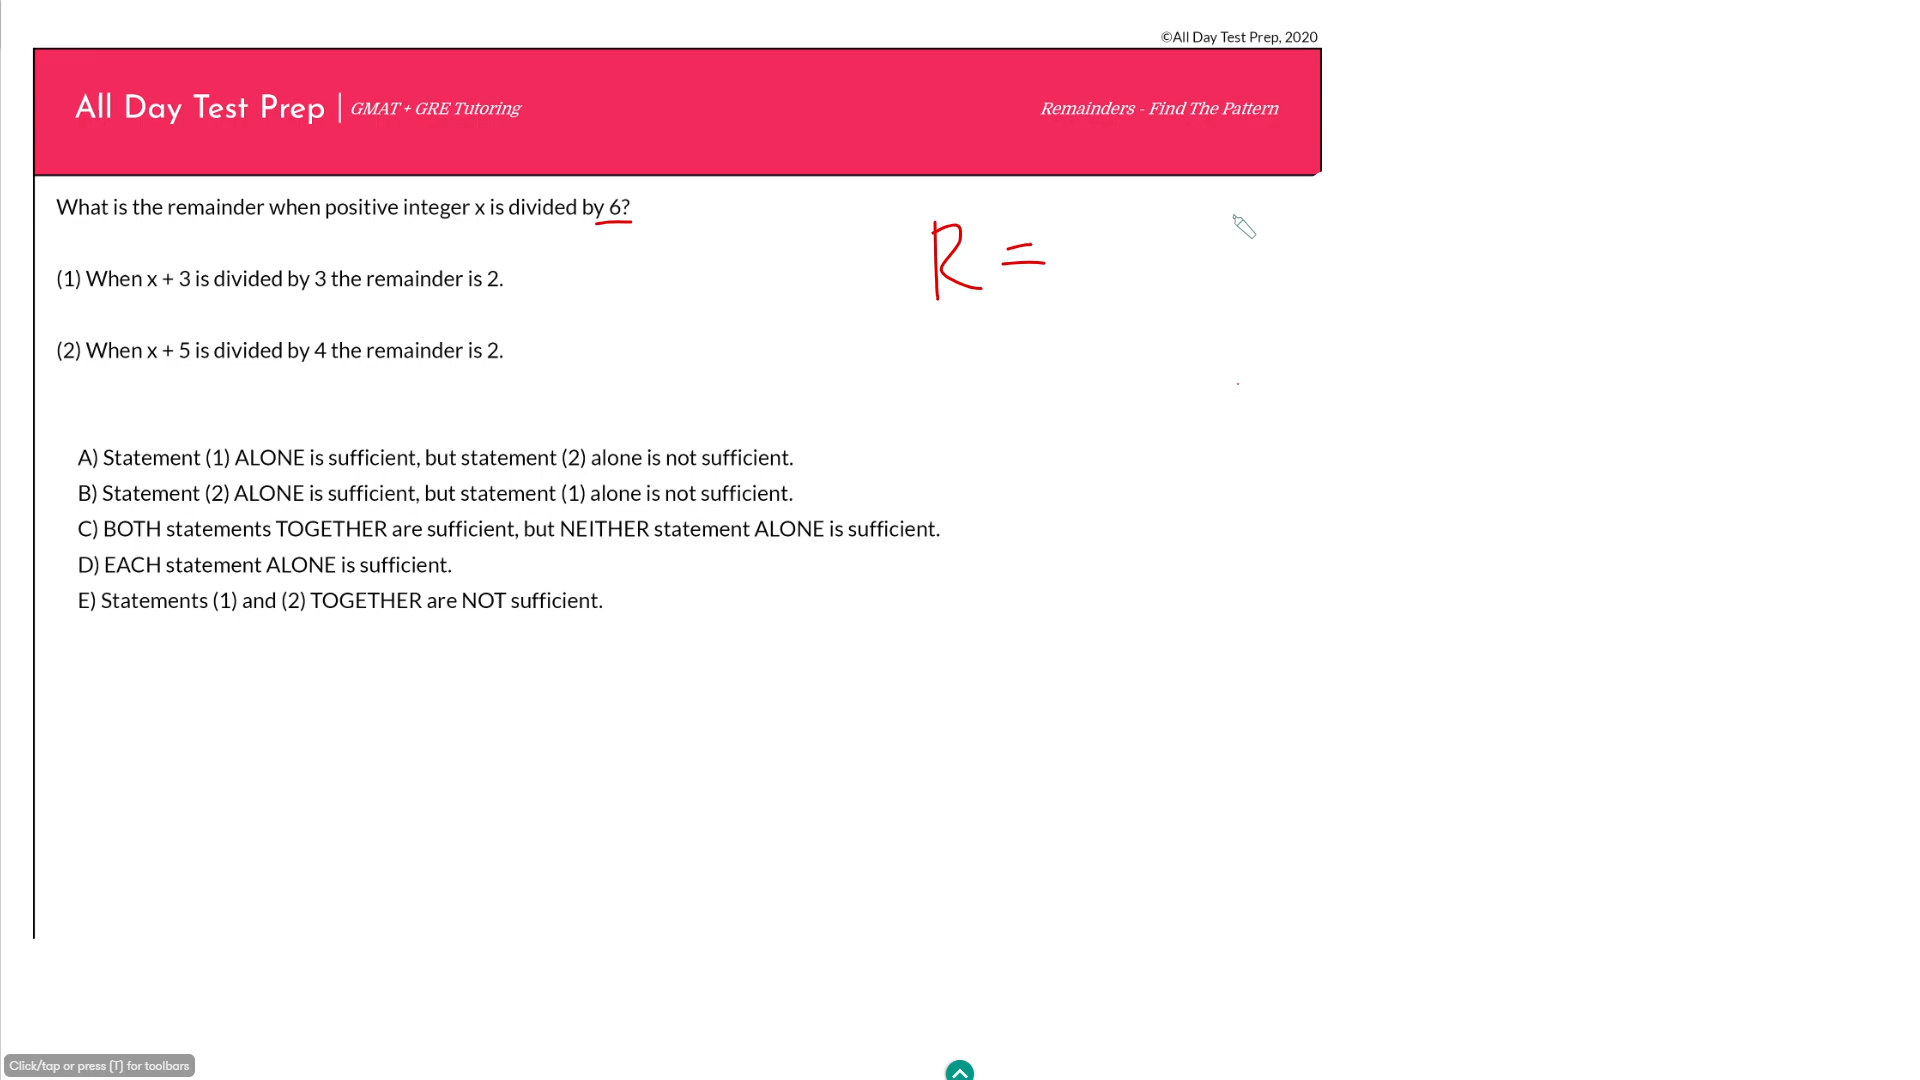 ©All Day Test Prep, 2020
All Day Test Prep | GMAT + GRE Tutoring
Remainders - Find The Pattern
What is the remainder when positive integer x is divided by 6?
R =
(1) When x + 3 is divided by 3 the remainder is 2.
(2) When x + 5 is divided by 4 the remainder is 2.
A) Statement (1) ALONE is sufficient, but statement (2) alone is not sufficient.
B) Statement (2) ALONE is sufficient, but statement (1) alone is not sufficient.
C) BOTH statements TOGETHER are sufficient, but NEITHER statement ALONE is sufficient.
D) EACH statement ALONE is sufficient.
E) Statements (1) and (2) TOGETHER are NOT sufficient.
Click/tap or press (T) for toolbars